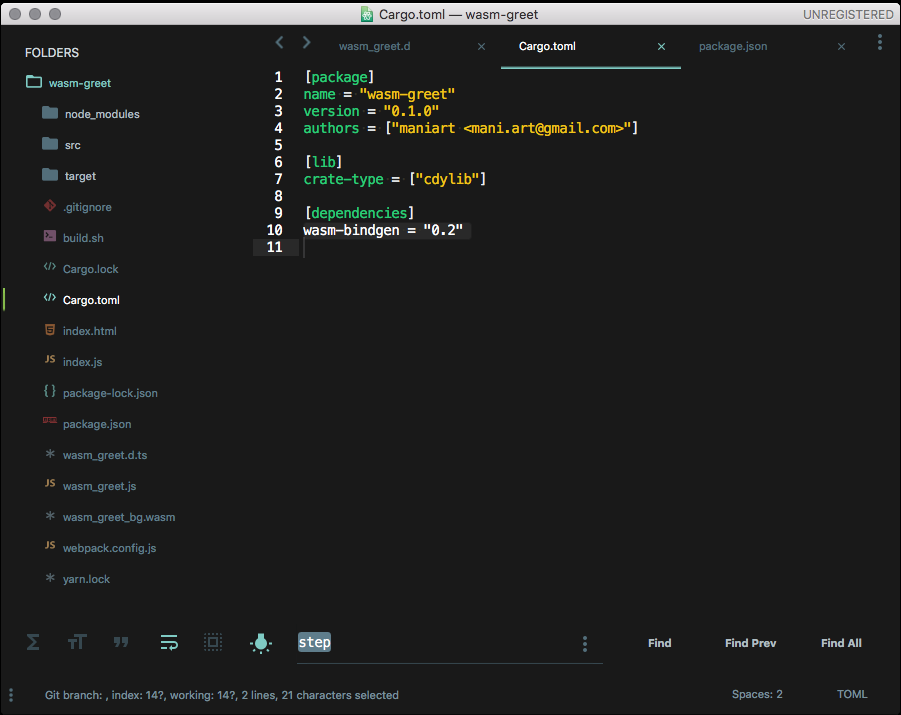 Cargo.toml — wasm-greet
UNREGISTERED
FOLDERS
wasm-greet
node_modules
src
target
.gitignore
build.sh
Cargo.lock
Cargo.toml
index.html
JS index.js
package-lock.json
package.json
wasm_greet.d.ts
JS wasm_greet.js
wasm_greet_bg.wasm
JS webpack.config.js
yarn.lock
wasm_greet.d × Cargo.toml × package.json ×
1 [package]
2 name = "wasm-greet"
3 version = "0.1.0"
4 authors = ["maniart <mani.art@gmail.com>"]
5
6 [lib]
7 crate-type = ["cdylib"]
8
9 [dependencies]
10 wasm-bindgen = "0.2"
11
step
Find Find Prev Find All
Git branch: , index: 14?, working: 14?, 2 lines, 21 characters selected
Spaces: 2 TOML